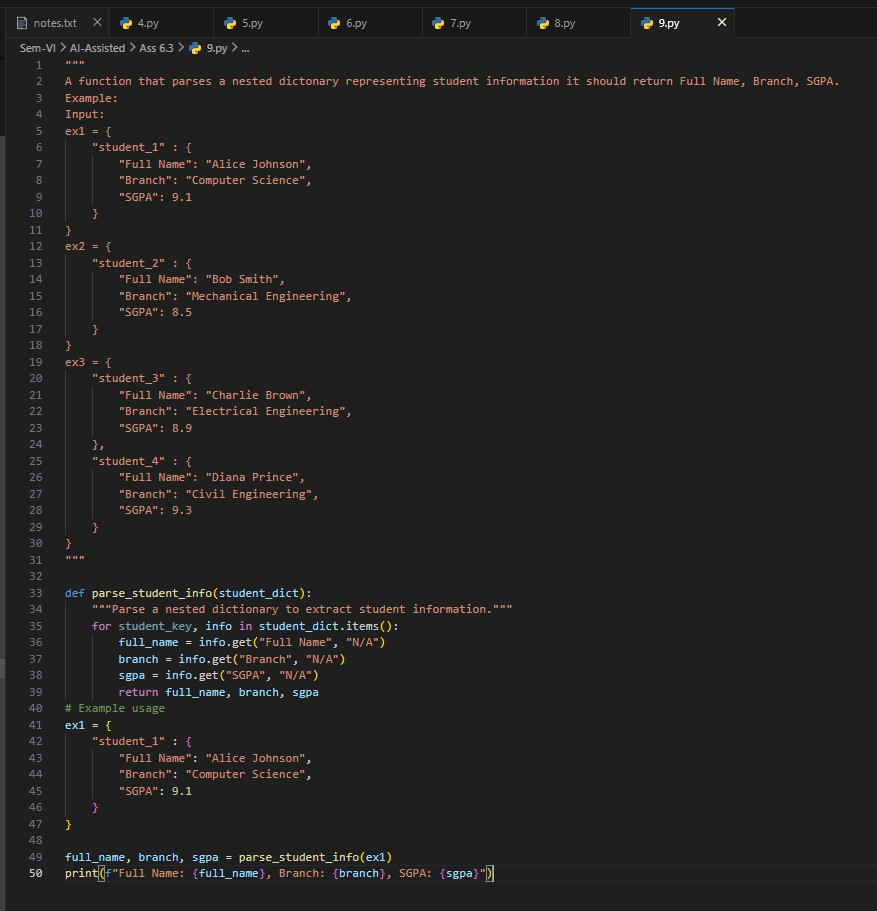 notes.txt 4.py 5.py 6.py 7.py 8.py 9.py
Sem-VI > AI-Assisted > Ass 6.3 > 9.py > ...
1 """
2 A function that parses a nested dictonary representing student information it should return Full Name, Branch, SGPA.
3 Example:
4 Input:
5 ex1 = {
6     "student_1" : {
7         "Full Name": "Alice Johnson",
8         "Branch": "Computer Science",
9         "SGPA": 9.1
10     }
11 }
12 ex2 = {
13     "student_2" : {
14         "Full Name": "Bob Smith",
15         "Branch": "Mechanical Engineering",
16         "SGPA": 8.5
17     }
18 }
19 ex3 = {
20     "student_3" : {
21         "Full Name": "Charlie Brown",
22         "Branch": "Electrical Engineering",
23         "SGPA": 8.9
24     },
25     "student_4" : {
26         "Full Name": "Diana Prince",
27         "Branch": "Civil Engineering",
28         "SGPA": 9.3
29     }
30 }
31 """
32
33 def parse_student_info(student_dict):
34     """Parse a nested dictionary to extract student information."""
35     for student_key, info in student_dict.items():
36         full_name = info.get("Full Name", "N/A")
37         branch = info.get("Branch", "N/A")
38         sgpa = info.get("SGPA", "N/A")
39         return full_name, branch, sgpa
40 # Example usage
41 ex1 = {
42     "student_1" : {
43         "Full Name": "Alice Johnson",
44         "Branch": "Computer Science",
45         "SGPA": 9.1
46     }
47 }
48
49 full_name, branch, sgpa = parse_student_info(ex1)
50 print(f"Full Name: {full_name}, Branch: {branch}, SGPA: {sgpa}")